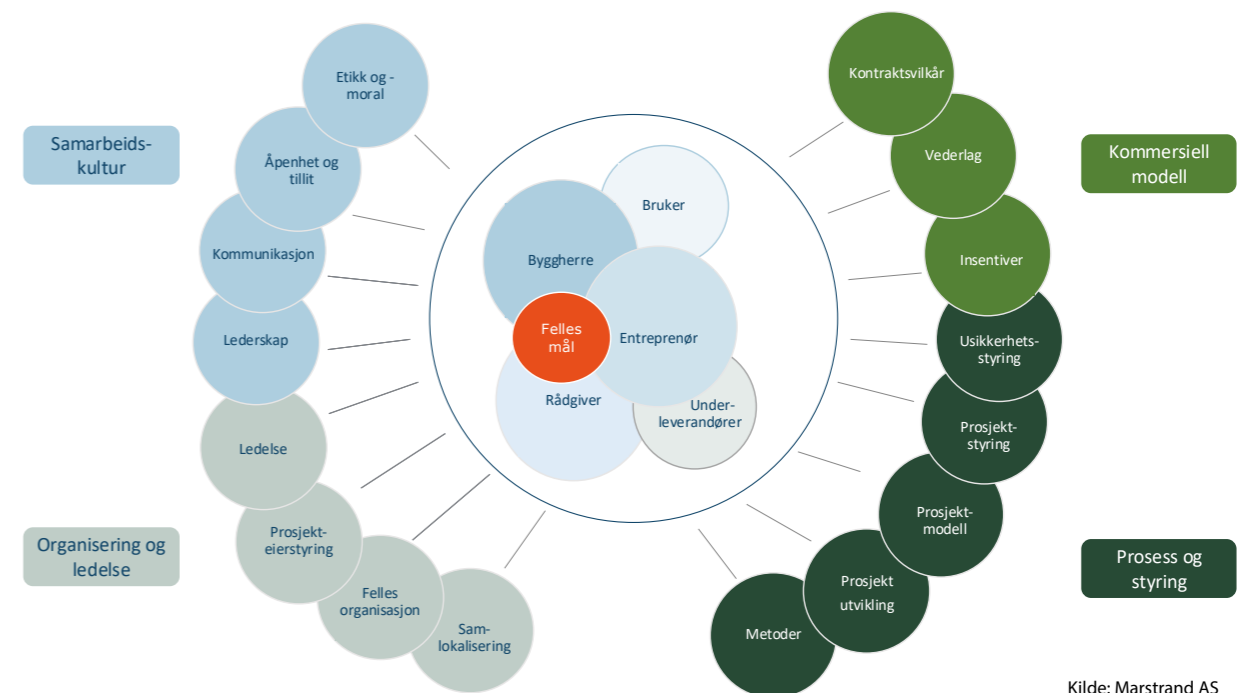 Etikk og -
moral
Samarbeids-
kultur
Åpenhet og
tillit
Kommunikasjon
Lederskap
Ledelse
Prosjekt-
eierstyring
Organisering og
ledelse
Felles
organisasjon
Sam-
lokalisering
Bruker
Byggherre
Felles
mål
Entreprenør
Rådgiver
Under-
leverandører
Kontraktsvilkår
Vederlag
Kommersiell
modell
Insentiver
Usikkerhets-
styring
Prosjekt-
styring
Prosjekt-
modell
Prosess og
styring
Prosjekt
utvikling
Metoder
Kilde: Marstrand AS